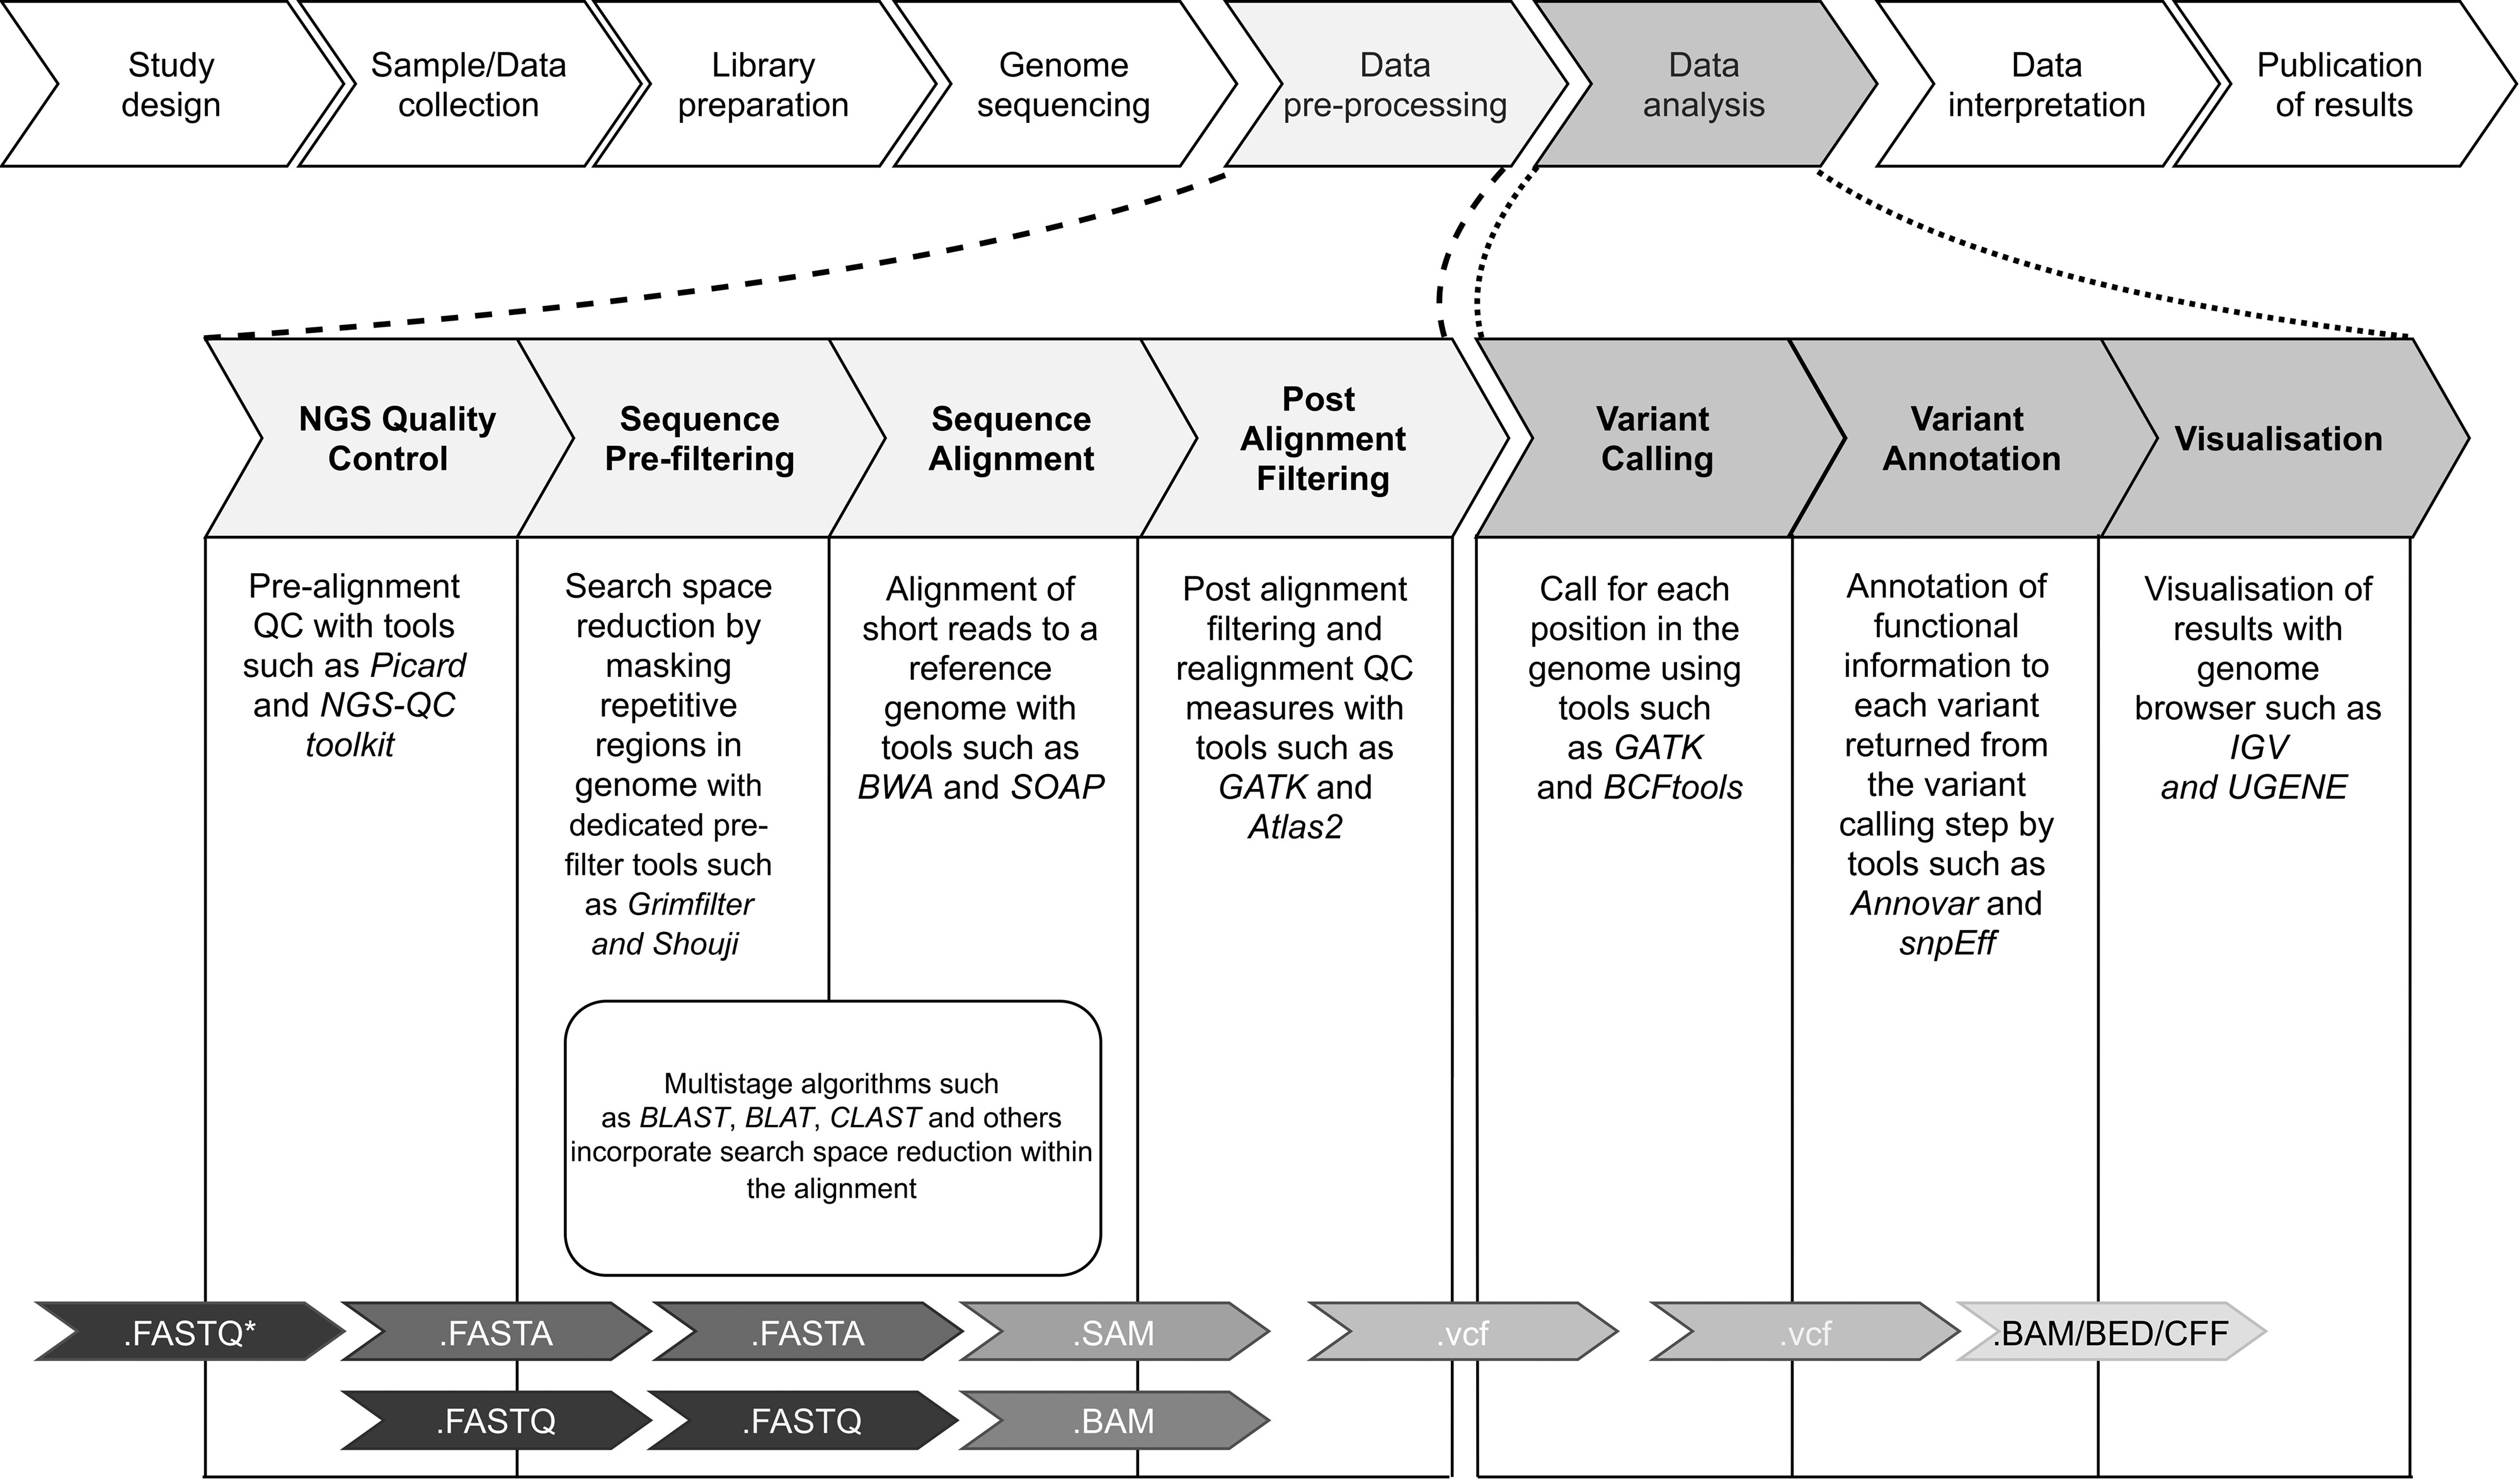 Study
design
Sample/Data
collection
Library
preparation
Genome
sequencing
Data
pre-processing
Data
analysis
Data
interpretation
Publication
of results
NGS Quality
Control
Sequence
Pre-filtering
Sequence
Alignment
Post
Alignment
Filtering
Variant
Calling
Variant
Annotation
Visualisation
Pre-alignment
QC with tools
such as Picard
and NGS-QC
toolkit
Search space
reduction by
masking
repetitive
regions in
genome with
dedicated pre-
filter tools such
as Grimfilter
and Shouji
Alignment of
short reads to a
reference
genome with
tools such as
BWA and SOAP
Post alignment
filtering and
realignment QC
measures with
tools such as
GATK and
Atlas2
Call for each
position in the
genome using
tools such
as GATK
and BCFtools
Annotation of
functional
information to
each variant
returned from
the variant
calling step by
tools such as
Annovar and
snpEff
Visualisation of
results with
genome
browser such as
IGV
and UGENE
Multistage algorithms such
as BLAST, BLAT, CLAST and others
incorporate search space reduction within
the alignment
.FASTQ*
.FASTA
.FASTA
.SAM
.vcf
.vcf
.BAM/BED/CFF
.FASTQ
.FASTQ
.BAM